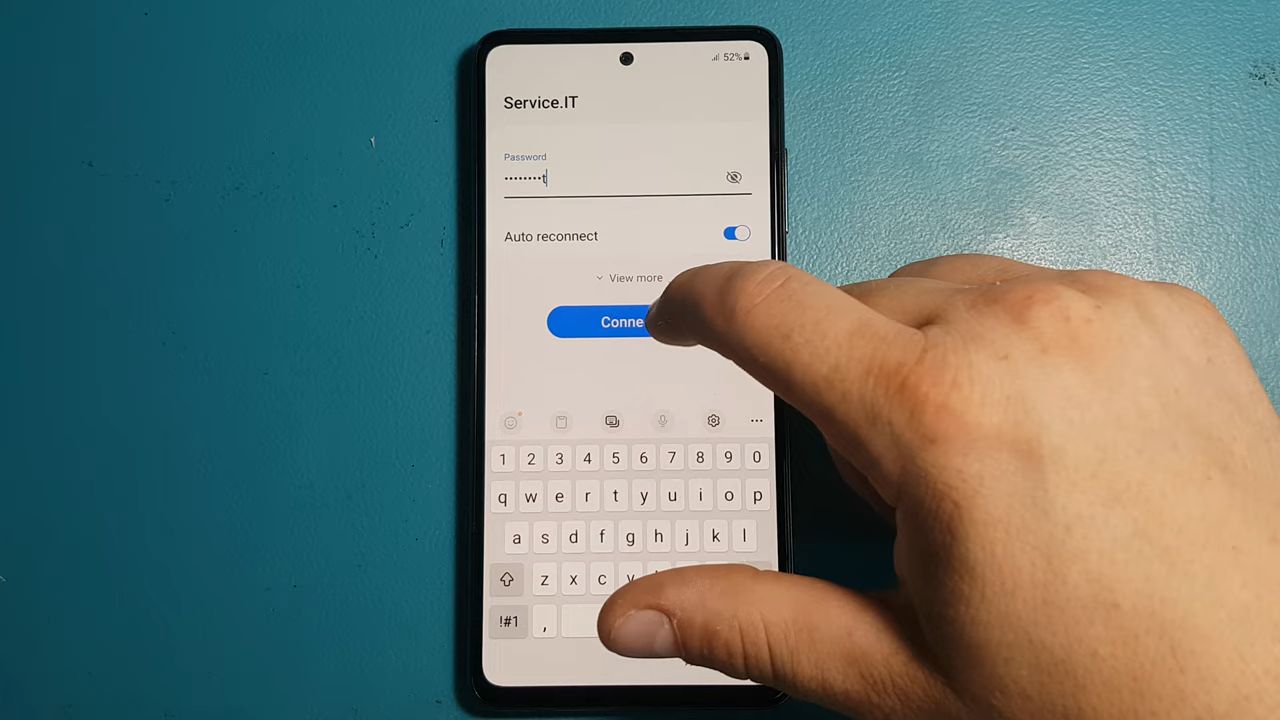 52%
Service.IT
Password
••••••••t
Auto reconnect
View more
Conne
1 2 3 4 5 6 7 8 9 0
q w e r t y u i o p
a s d f g h j k l
z x c v
!#1 ,